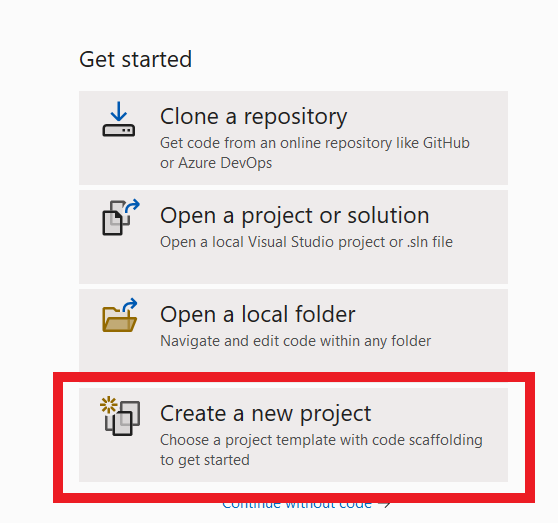 Get started
Clone a repository
Get code from an online repository like GitHub
or Azure DevOps
Open a project or solution
Open a local Visual Studio project or .sln file
Open a local folder
Navigate and edit code within any folder
Create a new project
Choose a project template with code scaffolding
to get started
Continue without code →